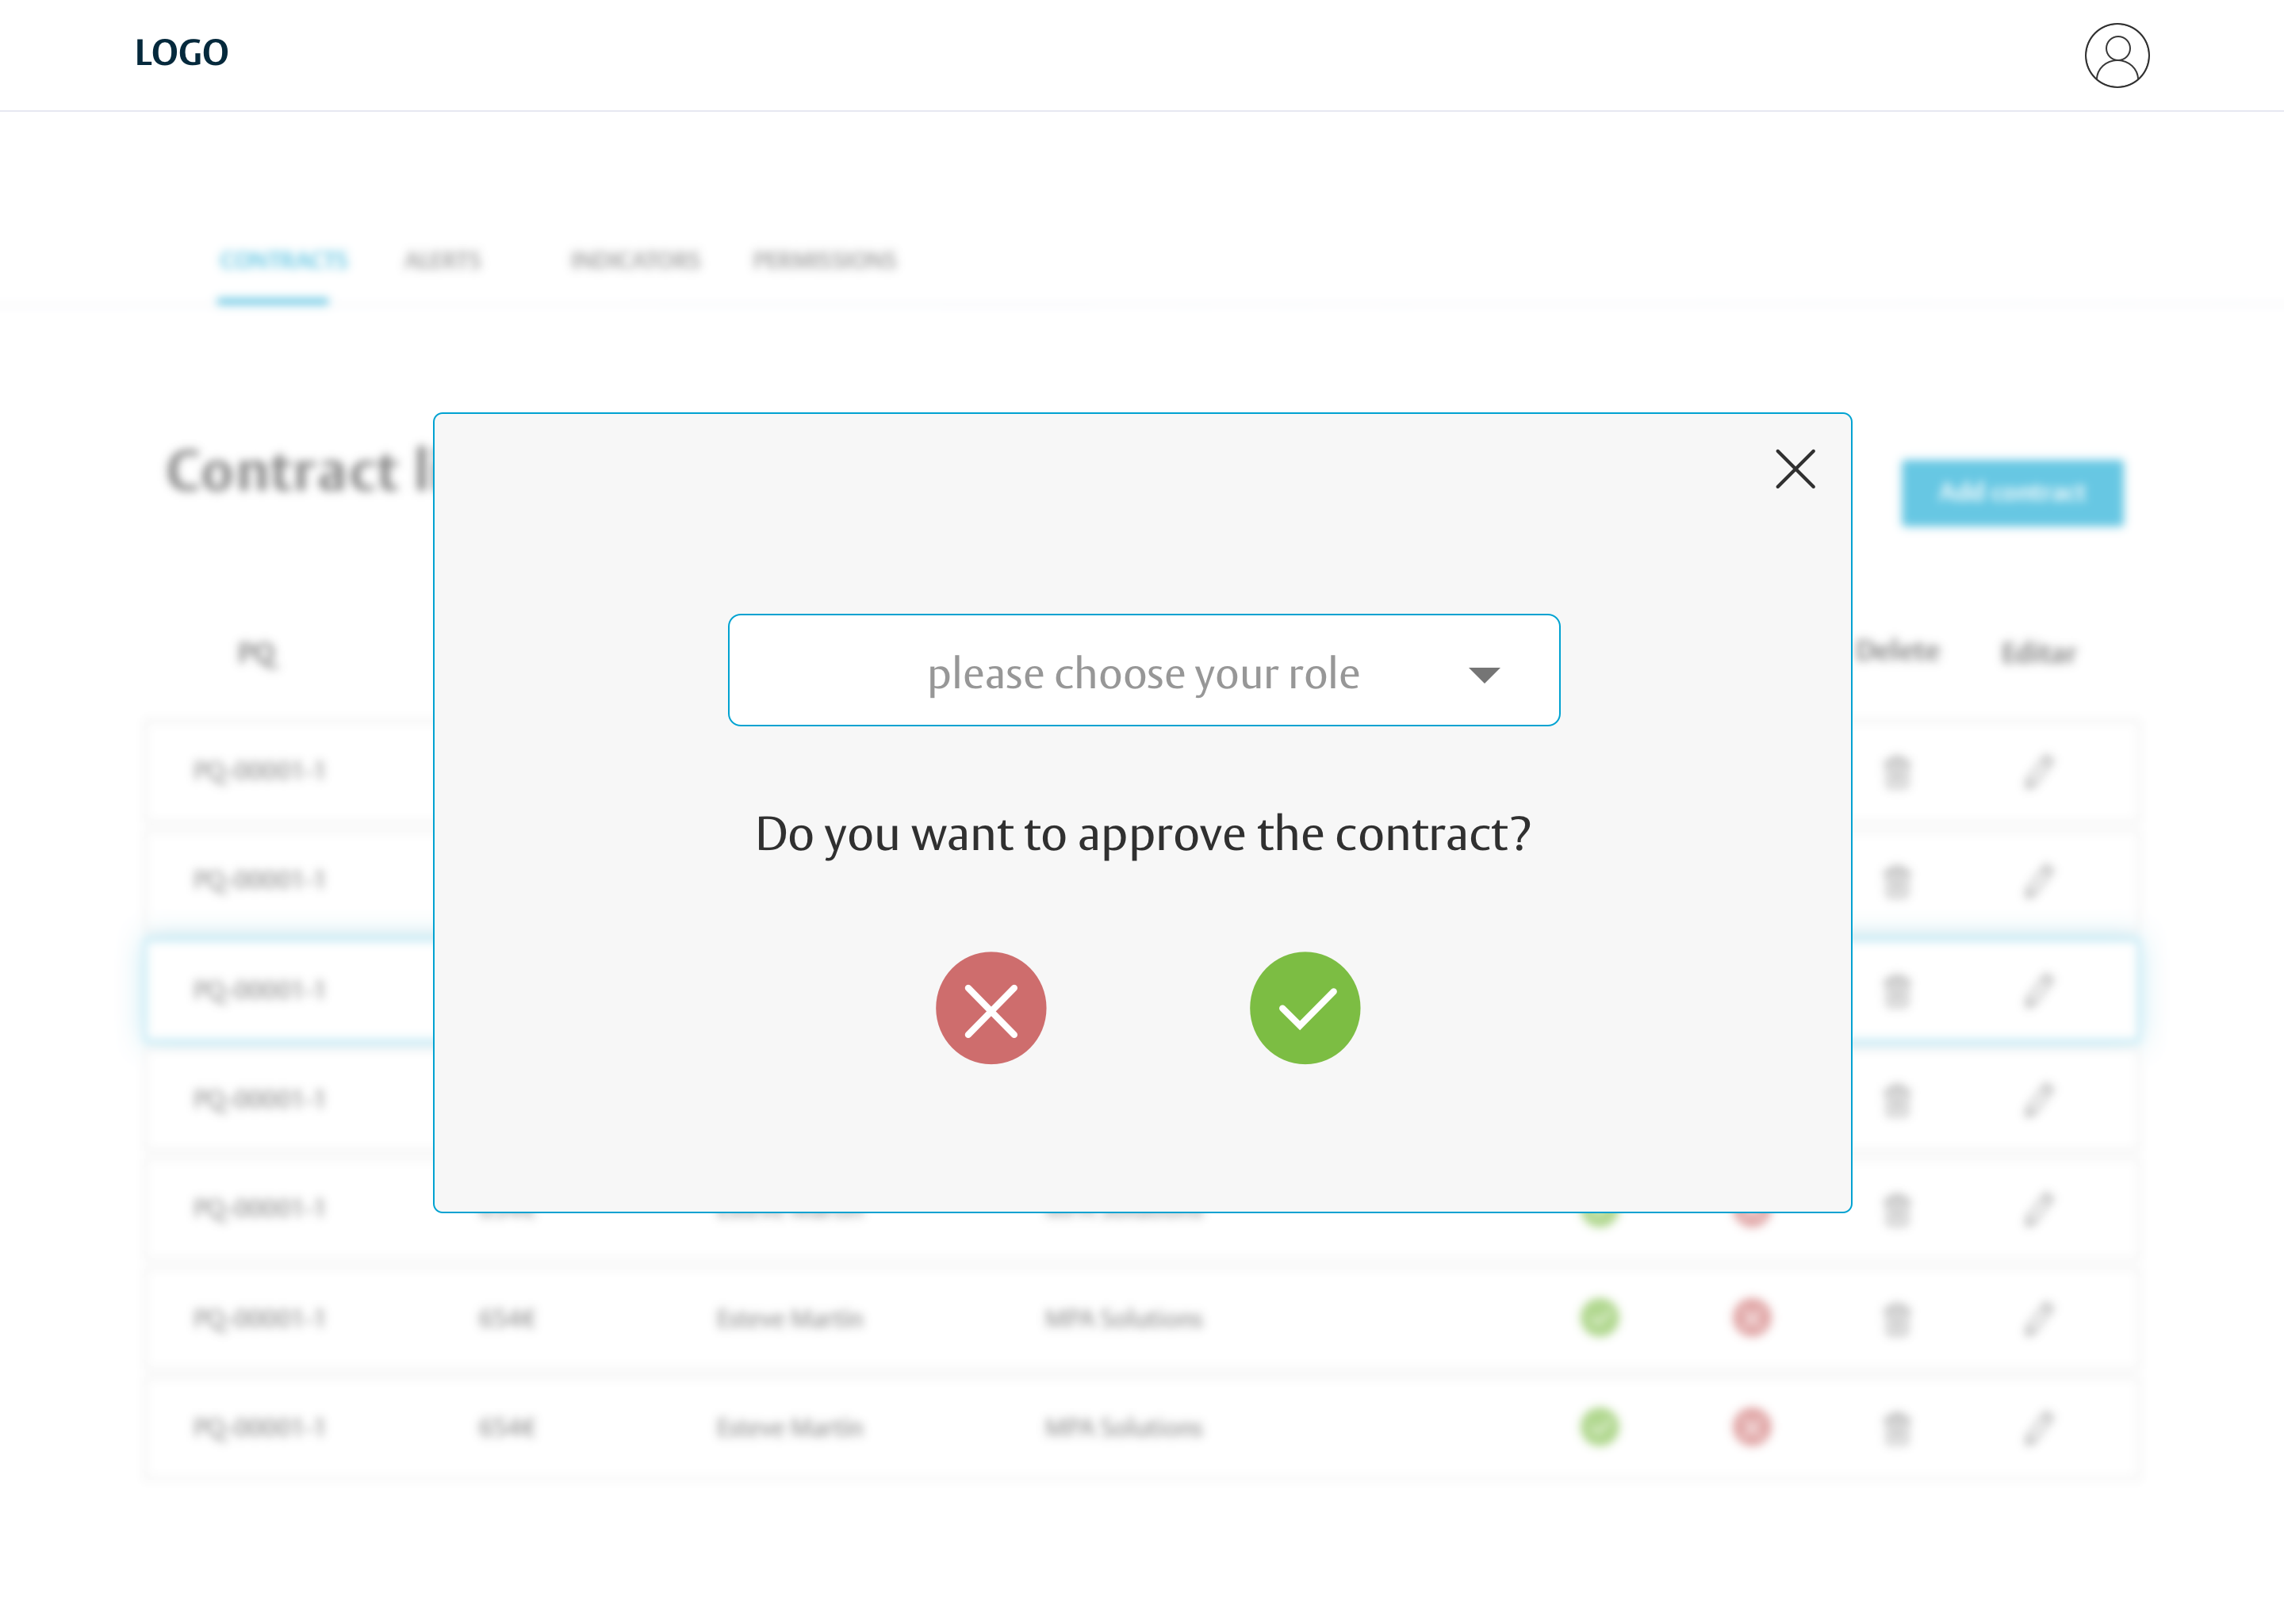 LOGO
CONTRACTS ALERTS INDICATORS PERMISSIONS
Contract
Add contract
PQ Delete Editar
please choose your role
PQ-00001-1
Do you want to approve the contract?
PQ-00001-1
PQ-00001-1
PQ-00001-1
PQ-00001-1
PQ-00001-1 654€ Esteve Martin MPA Solutions
PQ-00001-1 654€ Esteve Martin MPA Solutions